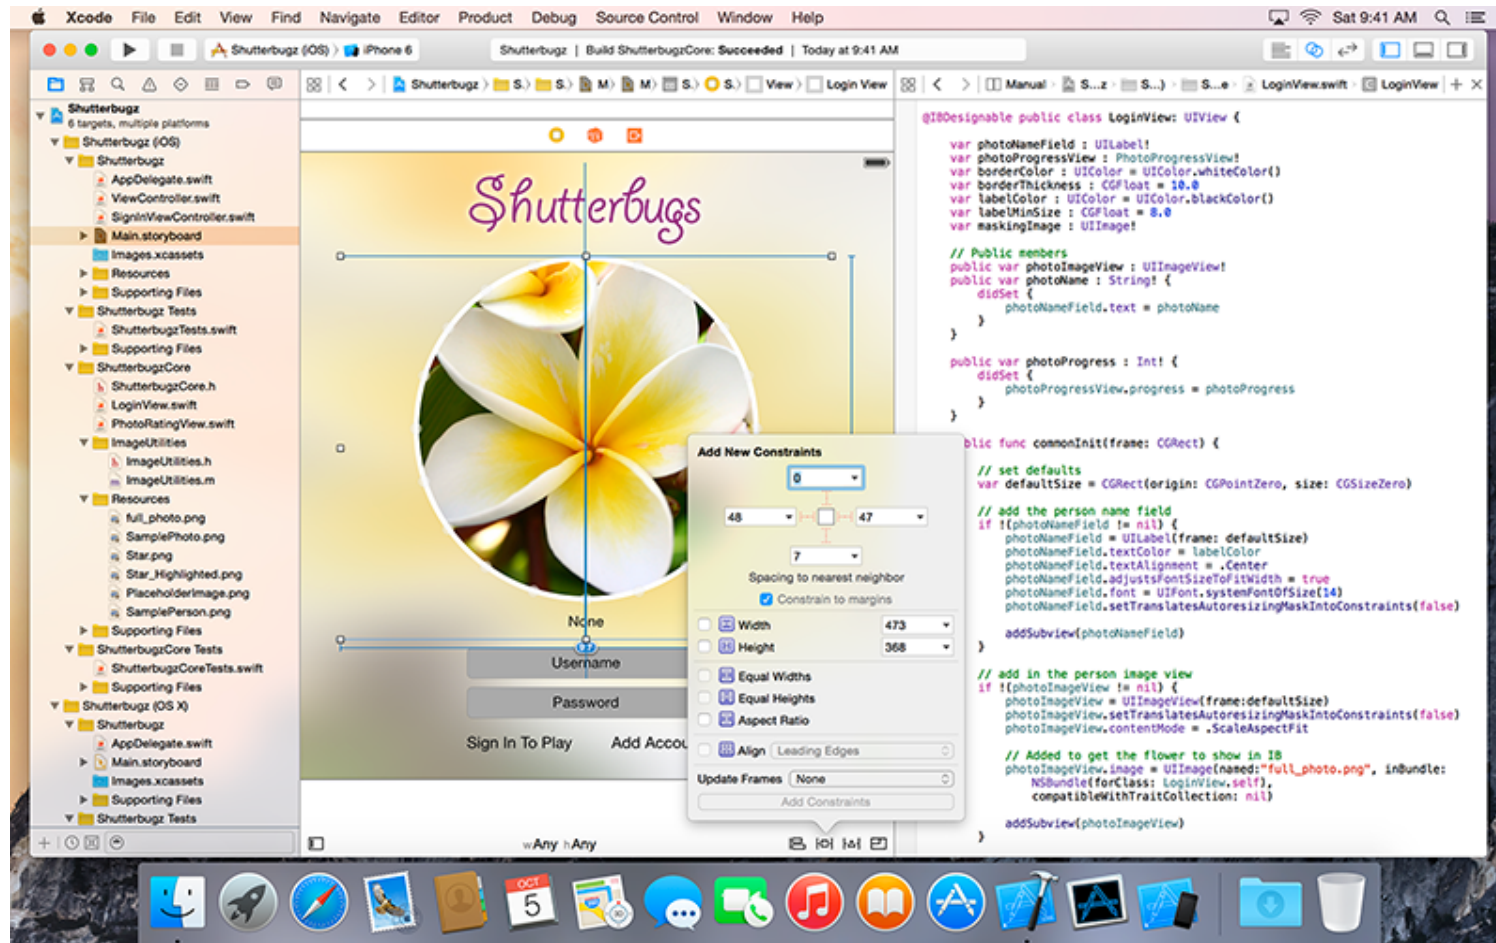 Xcode File Edit View Find Navigate Editor Product Debug Source Control Window Help
Sat 9:41 AM
Shutterbugz (iOS) iPhone 6
Shutterbugz | Build ShutterbugzCore: Succeeded | Today at 9:41 AM
Shutterbugz
6 targets, multiple platforms
Shutterbugz (iOS)
Shutterbugz
AppDelegate.swift
ViewController.swift
SignInViewController.swift
Main.storyboard
Images.xcassets
Resources
Supporting Files
Shutterbugz Tests
ShutterbugzTests.swift
Supporting Files
ShutterbugzCore
ShutterbugzCore.h
LoginView.swift
PhotoRatingView.swift
ImageUtilities
ImageUtilities.h
ImageUtilities.m
Resources
full_photo.png
SamplePhoto.png
Star.png
Star_Highlighted.png
PlaceholderImage.png
SamplePerson.png
Supporting Files
ShutterbugzCore Tests
ShutterbugzCoreTests.swift
Supporting Files
Shutterbugz (OS X)
Shutterbugz
AppDelegate.swift
Main.storyboard
Images.xcassets
Supporting Files
Shutterbugz Tests
Shutterbugz S.. S.. M.. M.. S.. S.. View Login View
Shutterbugs
None
Username
Password
Sign In To Play Add Accou
wAny hAny
Add New Constraints
0
48 47
7
Spacing to nearest neighbor
Constrain to margins
Width 473
Height 368
Equal Widths
Equal Heights
Aspect Ratio
Align Leading Edges
Update Frames None
Add Constraints
Manual S...z S...) S...e LoginView.swift LoginView
@IBDesignable public class LoginView: UIView {
var photoNameField : UILabel!
var photoProgressView : PhotoProgressView!
var borderColor : UIColor = UIColor.whiteColor()
var borderThickness : CGFloat = 10.0
var labelColor : UIColor = UIColor.blackColor()
var labelMinSize : CGFloat = 8.0
var maskingImage : UIImage!
// Public members
public var photoImageView : UIImageView!
public var photoName : String! {
didSet {
photoNameField.text = photoName
}
}
public var photoProgress : Int! {
didSet {
photoProgressView.progress = photoProgress
}
}
blic func commonInit(frame: CGRect) {
// set defaults
var defaultSize = CGRect(origin: CGPointZero, size: CGSizeZero)
// add the person name field
if !(photoNameField != nil) {
photoNameField = UILabel(frame: defaultSize)
photoNameField.textColor = labelColor
photoNameField.textAlignment = .Center
photoNameField.adjustsFontSizeToFitWidth = true
photoNameField.font = UIFont.systemFontOfSize(14)
photoNameField.setTranslatesAutoresizingMaskIntoConstraints(false)
addSubview(photoNameField)
}
// add in the person image view
if !(photoImageView != nil) {
photoImageView = UIImageView(frame:defaultSize)
photoImageView.setTranslatesAutoresizingMaskIntoConstraints(false)
photoImageView.contentMode = .ScaleAspectFit
// Added to get the flower to show in IB
photoImageView.image = UIImage(named:"full_photo.png", inBundle:
NSBundle(forClass: LoginView.self),
compatibleWithTraitCollection: nil)
addSubview(photoImageView)
}
OCT
5